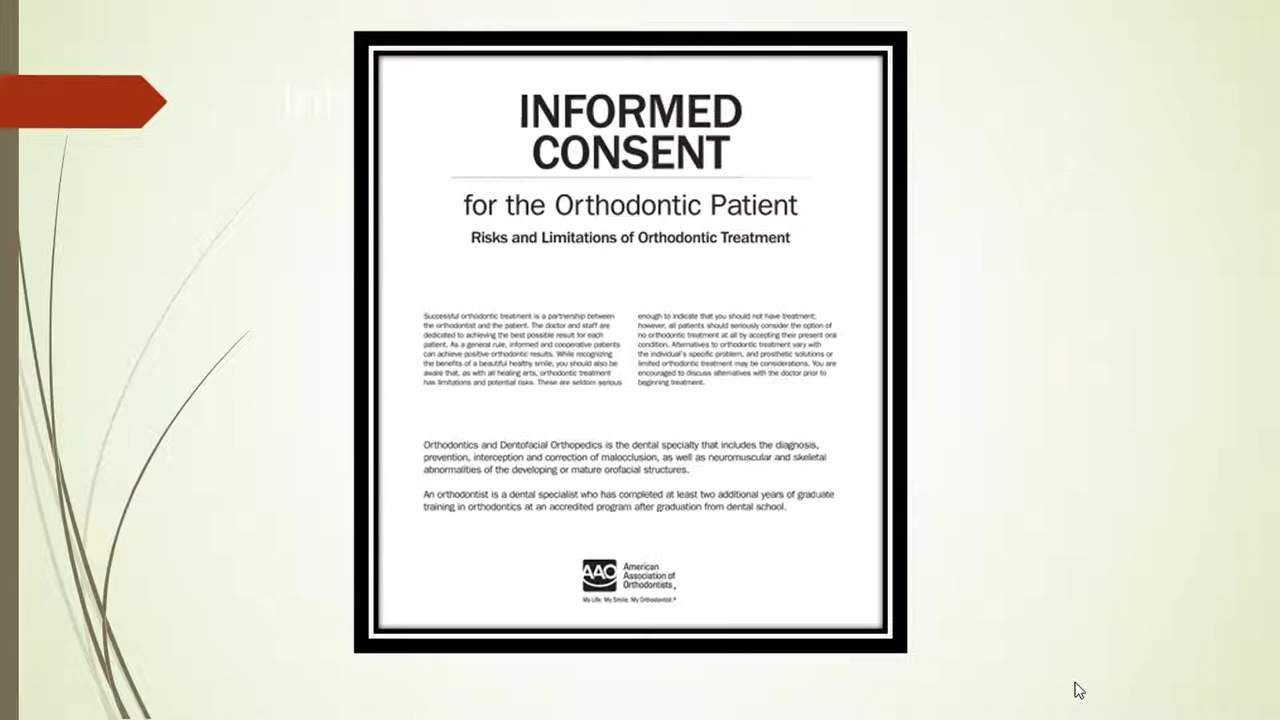 INFORMED
CONSENT
for the Orthodontic Patient
Risks and Limitations of Orthodontic Treatment
Successful orthodontic treatment is a partnership between
the orthodontist and the patient. The doctor and staff are
dedicated to achieving the best possible result for each
patient. As a general rule, informed and cooperative patients
can achieve positive orthodontic results. While recognizing
the benefits of a beautiful healthy smile, you should also be
aware that, as with all healing arts, orthodontic treatment
has limitations and potential risks. These are seldom serious
enough to indicate that you should not have treatment;
however, all patients should seriously consider the option of
no orthodontic treatment at all by accepting their present oral
condition. Alternatives to orthodontic treatment vary with
the individual's specific problem, and prosthetic solutions or
limited orthodontic treatment may be considerations. You are
encouraged to discuss alternatives with the doctor prior to
beginning treatment.
Orthodontics and Dentofacial Orthopedics is the dental specialty that includes the diagnosis,
prevention, interception and correction of malocclusion, as well as neuromuscular and skeletal
abnormalities of the developing or mature orofacial structures.
An orthodontist is a dental specialist who has completed at least two additional years of graduate
training in orthodontics at an accredited program after graduation from dental school.
AAO
American
Association of
Orthodontists
My Life. My Smile. My Orthodontist.®